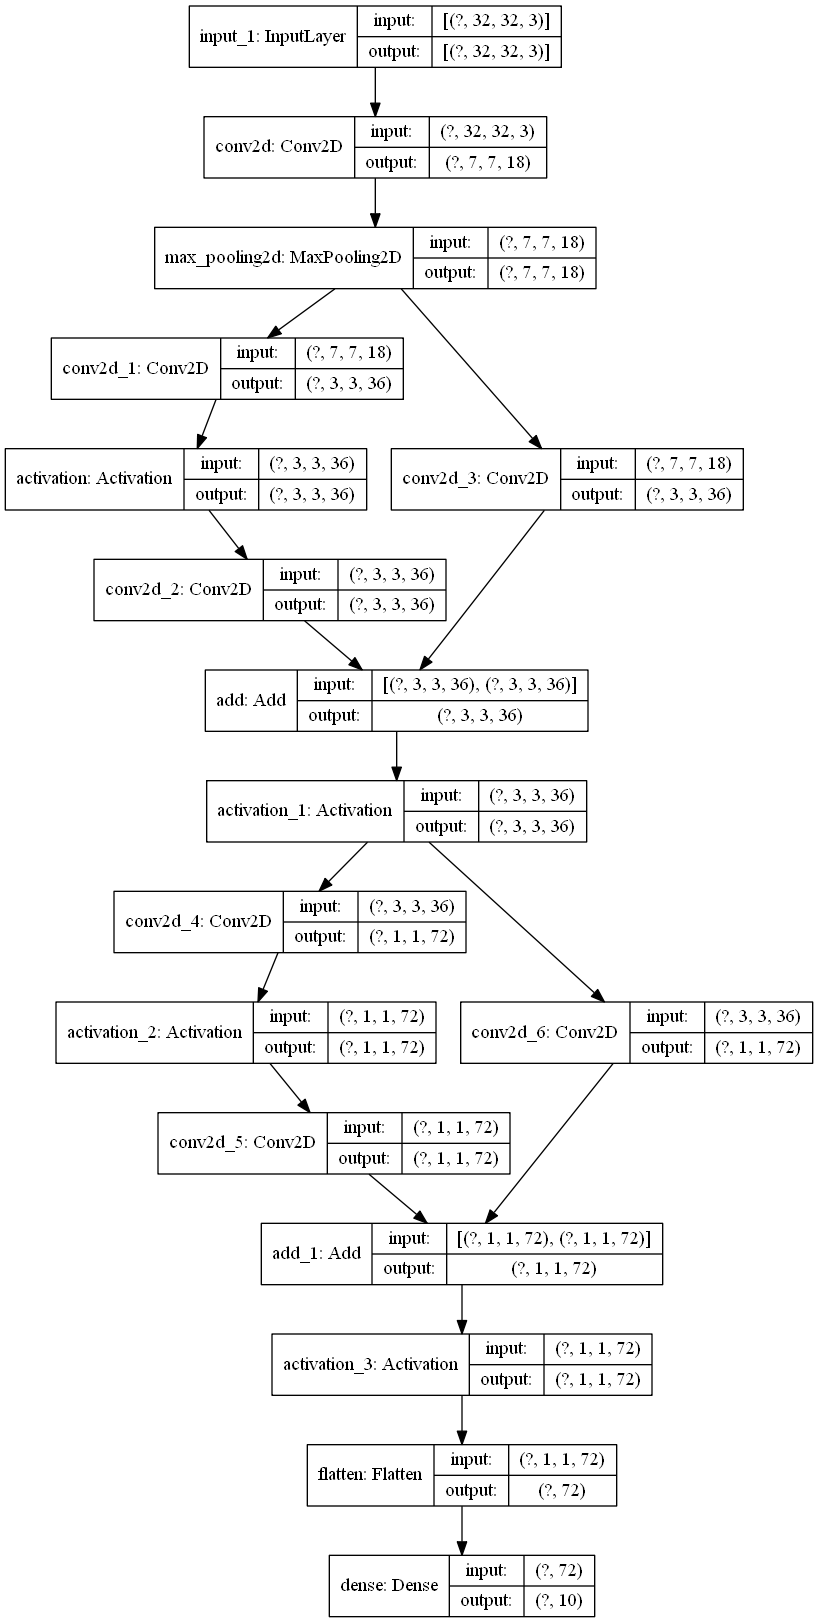 input_1: InputLayer
input: [(?, 32, 32, 3)]
output: [(?, 32, 32, 3)]
conv2d: Conv2D
input: (?, 32, 32, 3)
output: (?, 7, 7, 18)
max_pooling2d: MaxPooling2D
input: (?, 7, 7, 18)
output: (?, 7, 7, 18)
conv2d_1: Conv2D
input: (?, 7, 7, 18)
output: (?, 3, 3, 36)
activation: Activation
input: (?, 3, 3, 36)
output: (?, 3, 3, 36)
conv2d_3: Conv2D
input: (?, 7, 7, 18)
output: (?, 3, 3, 36)
conv2d_2: Conv2D
input: (?, 3, 3, 36)
output: (?, 3, 3, 36)
add: Add
input: [(?, 3, 3, 36), (?, 3, 3, 36)]
output: (?, 3, 3, 36)
activation_1: Activation
input: (?, 3, 3, 36)
output: (?, 3, 3, 36)
conv2d_4: Conv2D
input: (?, 3, 3, 36)
output: (?, 1, 1, 72)
activation_2: Activation
input: (?, 1, 1, 72)
output: (?, 1, 1, 72)
conv2d_6: Conv2D
input: (?, 3, 3, 36)
output: (?, 1, 1, 72)
conv2d_5: Conv2D
input: (?, 1, 1, 72)
output: (?, 1, 1, 72)
add_1: Add
input: [(?, 1, 1, 72), (?, 1, 1, 72)]
output: (?, 1, 1, 72)
activation_3: Activation
input: (?, 1, 1, 72)
output: (?, 1, 1, 72)
flatten: Flatten
input: (?, 1, 1, 72)
output: (?, 72)
dense: Dense
input: (?, 72)
output: (?, 10)